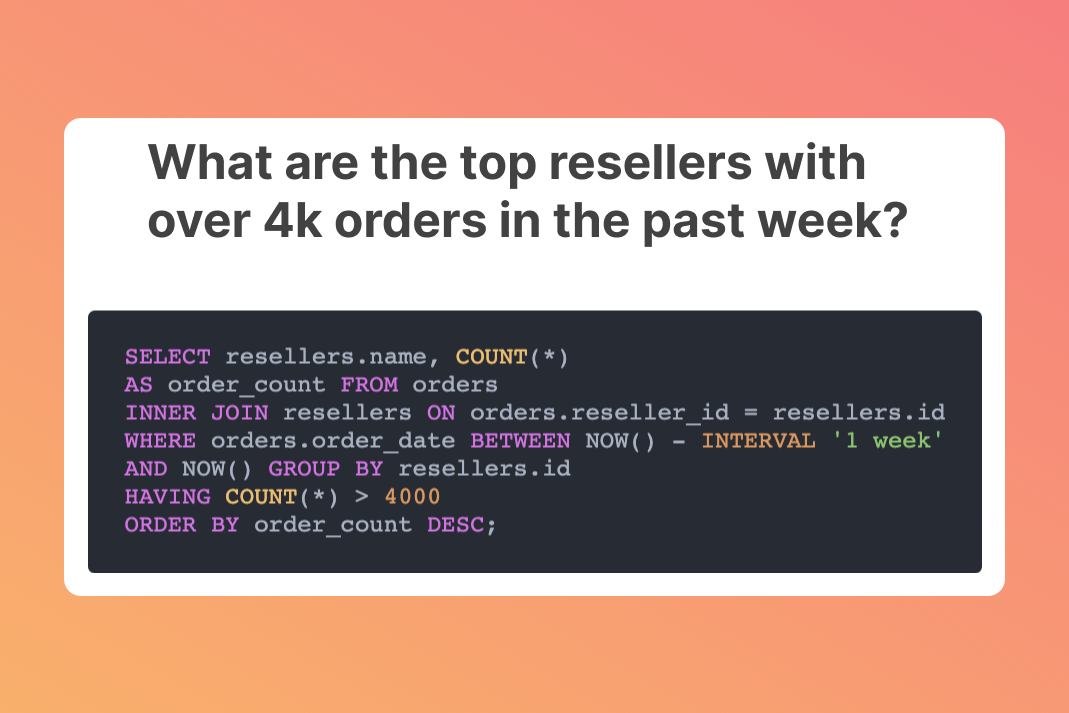 What are the top resellers with
over 4k orders in the past week?
SELECT resellers.name, COUNT(*)
AS order_count FROM orders
INNER JOIN resellers ON orders.reseller_id = resellers.id
WHERE orders.order_date BETWEEN NOW() - INTERVAL '1 week'
AND NOW() GROUP BY resellers.id
HAVING COUNT(*) > 4000
ORDER BY order_count DESC;